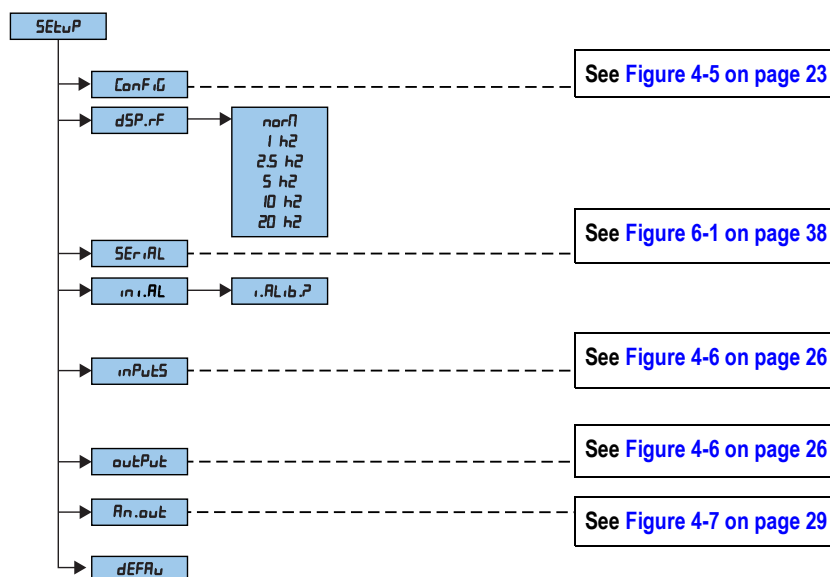 SEtuP
ConFiG
See Figure 4-5 on page 23
dSP.rF
norM
1 hZ
2.5 hZ
5 hZ
10 hZ
20 hZ
SEriAL
See Figure 6-1 on page 38
ini.AL
i.ALib.?
inPutS
See Figure 4-6 on page 26
outPut
See Figure 4-6 on page 26
An.out
See Figure 4-7 on page 29
dEFAu